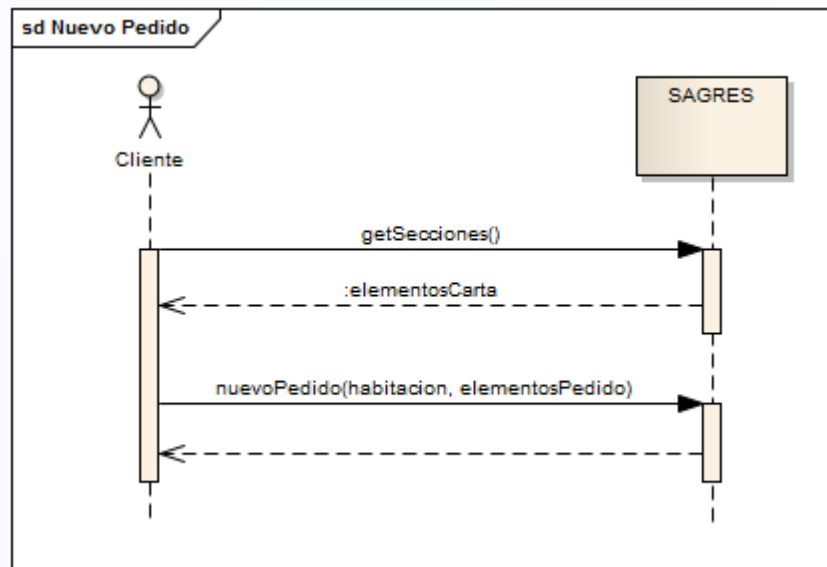 sd Nuevo Pedido
SAGRES
Cliente
getSecciones()
:elementosCarta
nuevoPedido(habitacion, elementosPedido)